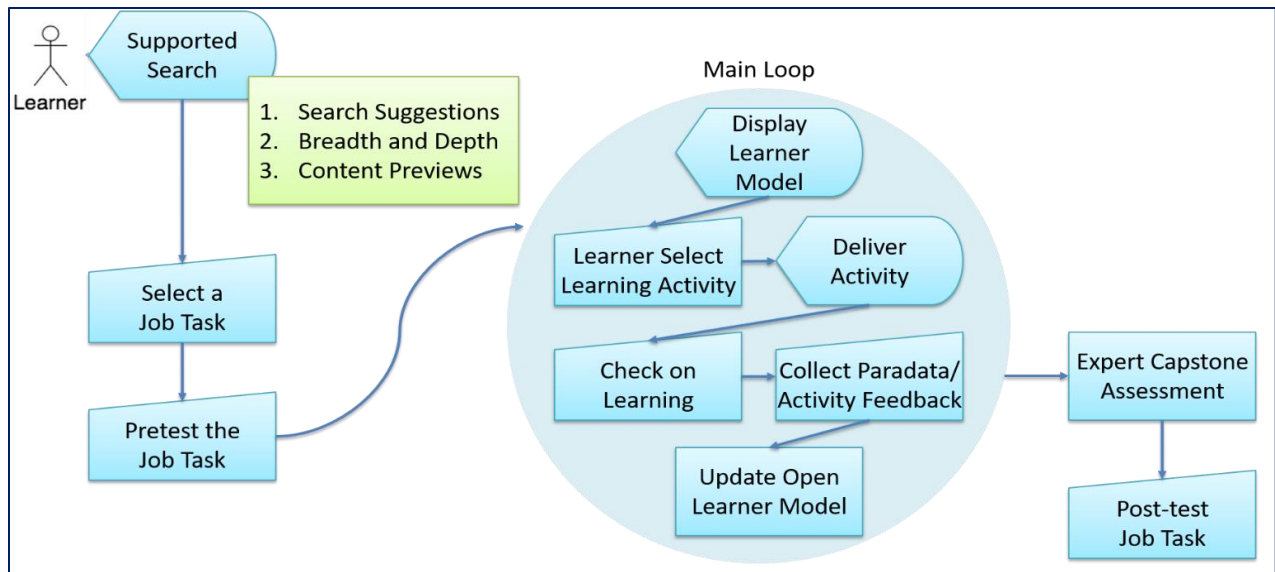 Learner
Supported
Search
1. Search Suggestions
2. Breadth and Depth
3. Content Previews
Select a
Job Task
Pretest the
Job Task
Main Loop
Display
Learner
Model
Learner Select
Learning Activity
Deliver
Activity
Check on
Learning
Collect Paradata/
Activity Feedback
Update Open
Learner Model
Expert Capstone
Assessment
Post-test
Job Task